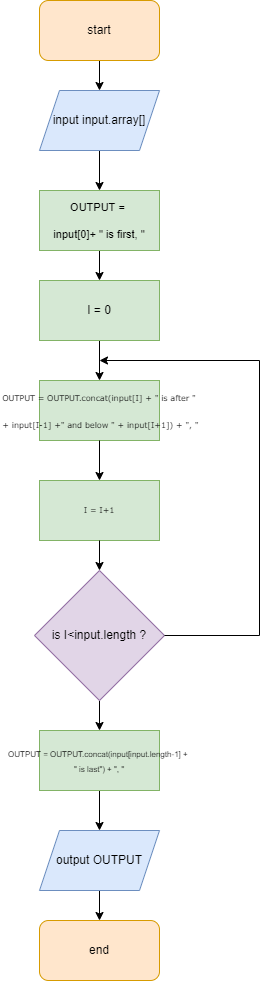 start
input input.array[]
OUTPUT =
input[0]+ " is first, "
I = 0
OUTPUT = OUTPUT.concat(input[I] + " is after "
+ input[I-1] +" and below " + input[I+1]) + ", "
I = I+1
is I<input.length ?
OUTPUT = OUTPUT.concat(input[input.length-1] +
" is last") + ", "
output OUTPUT
end